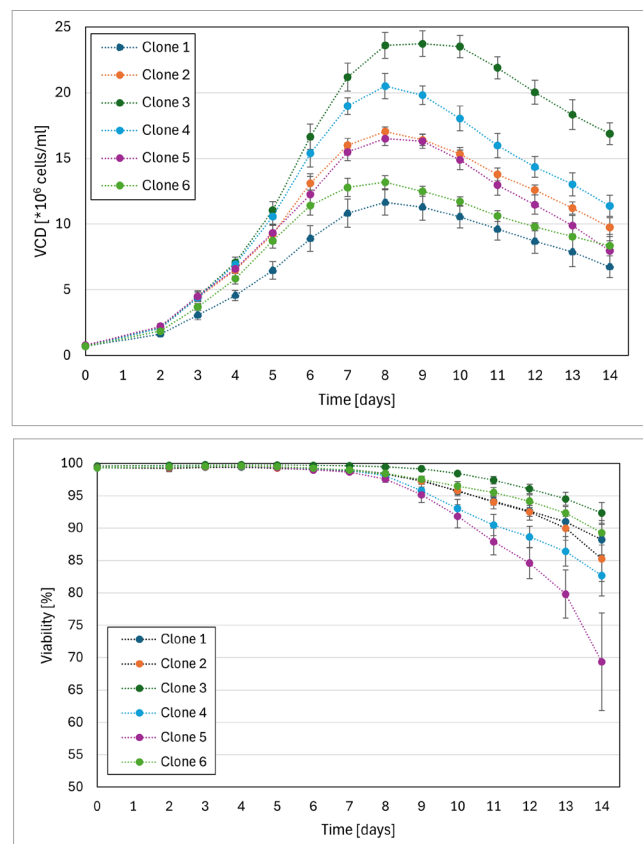 25
20
15
10
5
0
VCD [*10⁶ cells/ml]
Clone 1
Clone 2
Clone 3
Clone 4
Clone 5
Clone 6
0 1 2 3 4 5 6 7 8 9 10 11 12 13 14
Time [days]
100
95
90
85
80
75
70
65
60
55
50
Viability [%]
Clone 1
Clone 2
Clone 3
Clone 4
Clone 5
Clone 6
0 1 2 3 4 5 6 7 8 9 10 11 12 13 14
Time [days]